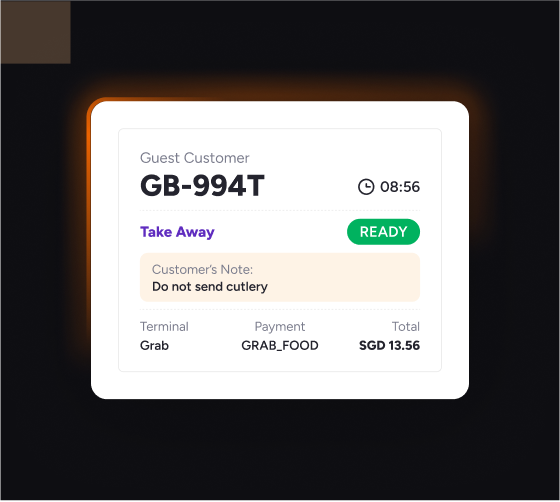 Guest Customer
GB-994T
08:56
Take Away
READY
Customer's Note:
Do not send cutlery
Terminal Payment Total
Grab GRAB_FOOD SGD 13.56